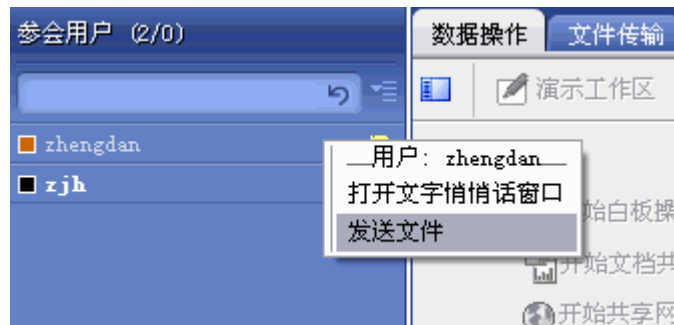 参会用户 (2/0)
数据操作
文件传输
演示工作区
zhengdan
zjh
用户: zhengdan
打开文字悄悄话窗口
发送文件
始白板操
开始文档共
开始共享网